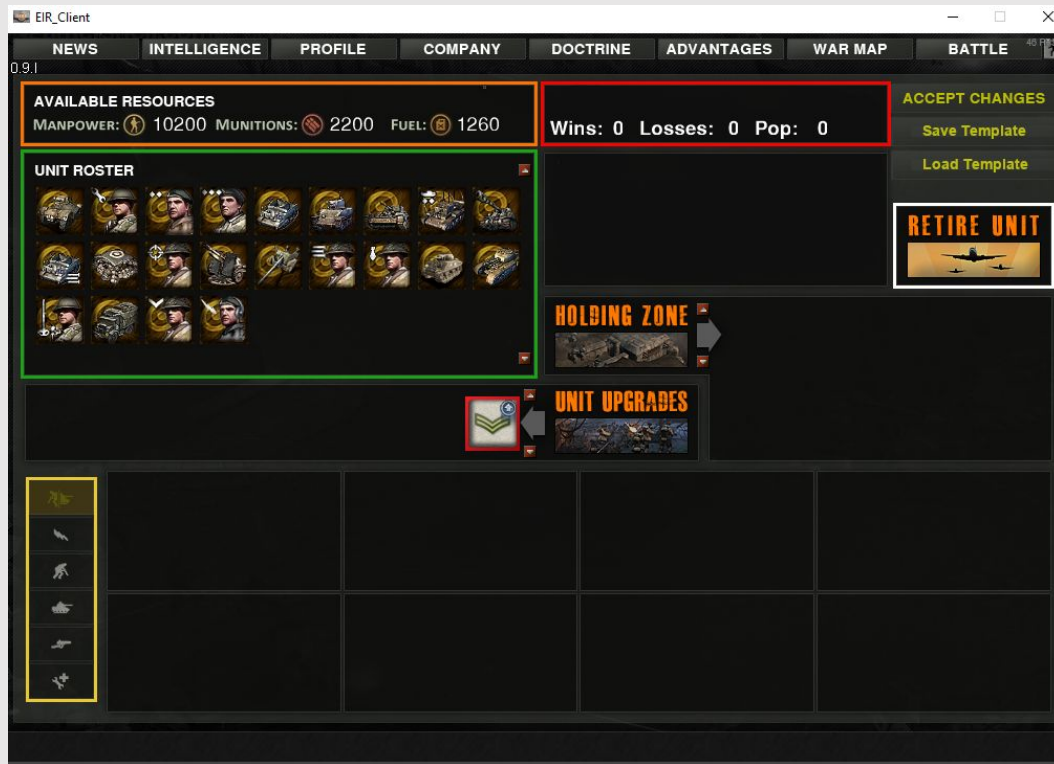 EIR_Client
NEWS INTELLIGENCE PROFILE COMPANY DOCTRINE ADVANTAGES WAR MAP BATTLE
0.9.l
AVAILABLE RESOURCES
MANPOWER: 10200 MUNITIONS: 2200 FUEL: 1260
Wins: 0 Losses: 0 Pop: 0
ACCEPT CHANGES
Save Template
Load Template
UNIT ROSTER
RETIRE UNIT
HOLDING ZONE
UNIT UPGRADES